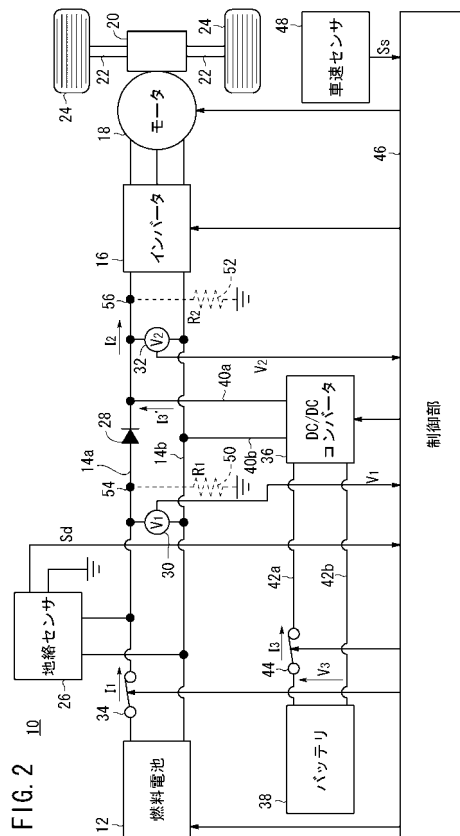 FIG. 2
10
24
20
22
22
24
18
モータ
48
車速センサ
Ss
16
インバータ
46
56
52
R2
I2
32
V2
V2
28
14a
I3'
40a
14b
40b
DC/DC
コンバータ
36
54
50
R1
V1
30
V1
Sd
地絡センサ
26
42a
42b
I1
34
I3
44
V3
燃料電池
12
バッテリ
38
制御部